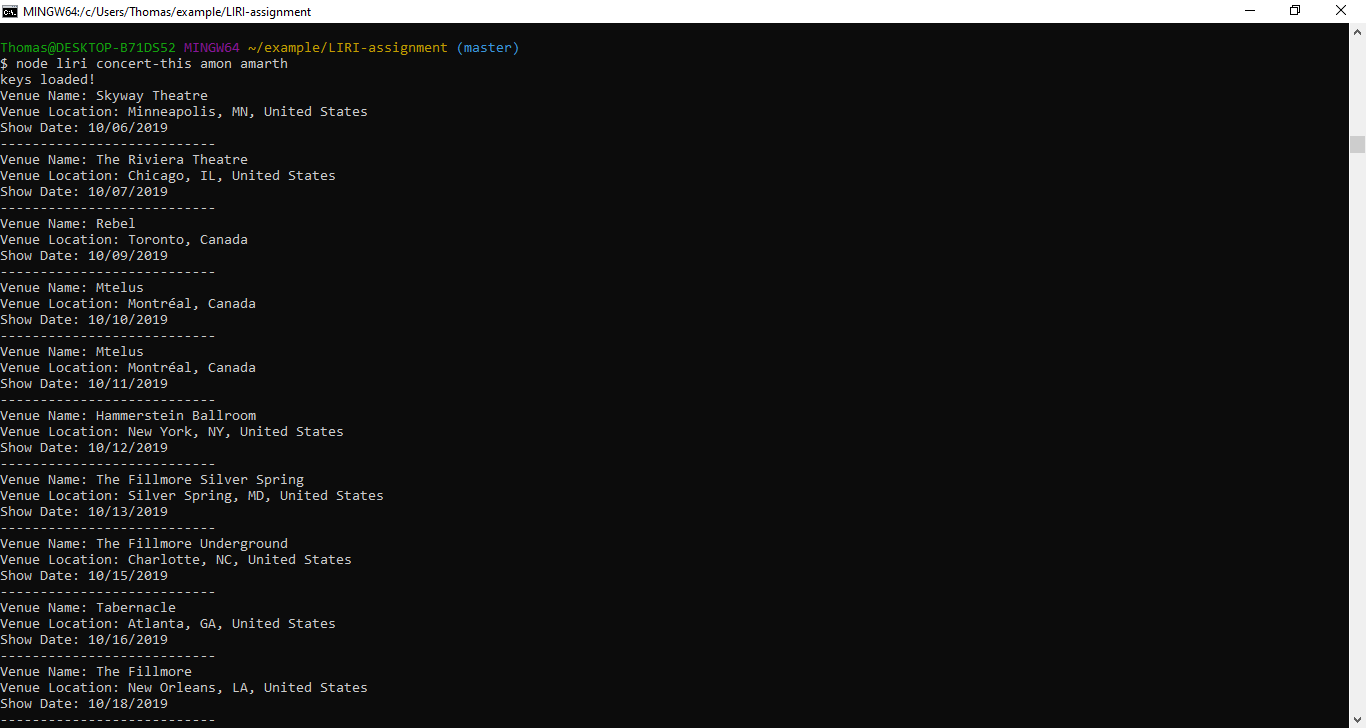 MINGW64:/c/Users/Thomas/example/LIRI-assignment
Thomas@DESKTOP-B71DS52 MINGW64 ~/example/LIRI-assignment (master)
$ node liri concert-this amon amarth
keys loaded!
Venue Name: Skyway Theatre
Venue Location: Minneapolis, MN, United States
Show Date: 10/06/2019
---------------------------
Venue Name: The Riviera Theatre
Venue Location: Chicago, IL, United States
Show Date: 10/07/2019
---------------------------
Venue Name: Rebel
Venue Location: Toronto, Canada
Show Date: 10/09/2019
---------------------------
Venue Name: Mtelus
Venue Location: Montréal, Canada
Show Date: 10/10/2019
---------------------------
Venue Name: Mtelus
Venue Location: Montréal, Canada
Show Date: 10/11/2019
---------------------------
Venue Name: Hammerstein Ballroom
Venue Location: New York, NY, United States
Show Date: 10/12/2019
---------------------------
Venue Name: The Fillmore Silver Spring
Venue Location: Silver Spring, MD, United States
Show Date: 10/13/2019
---------------------------
Venue Name: The Fillmore Underground
Venue Location: Charlotte, NC, United States
Show Date: 10/15/2019
---------------------------
Venue Name: Tabernacle
Venue Location: Atlanta, GA, United States
Show Date: 10/16/2019
---------------------------
Venue Name: The Fillmore
Venue Location: New Orleans, LA, United States
Show Date: 10/18/2019
---------------------------